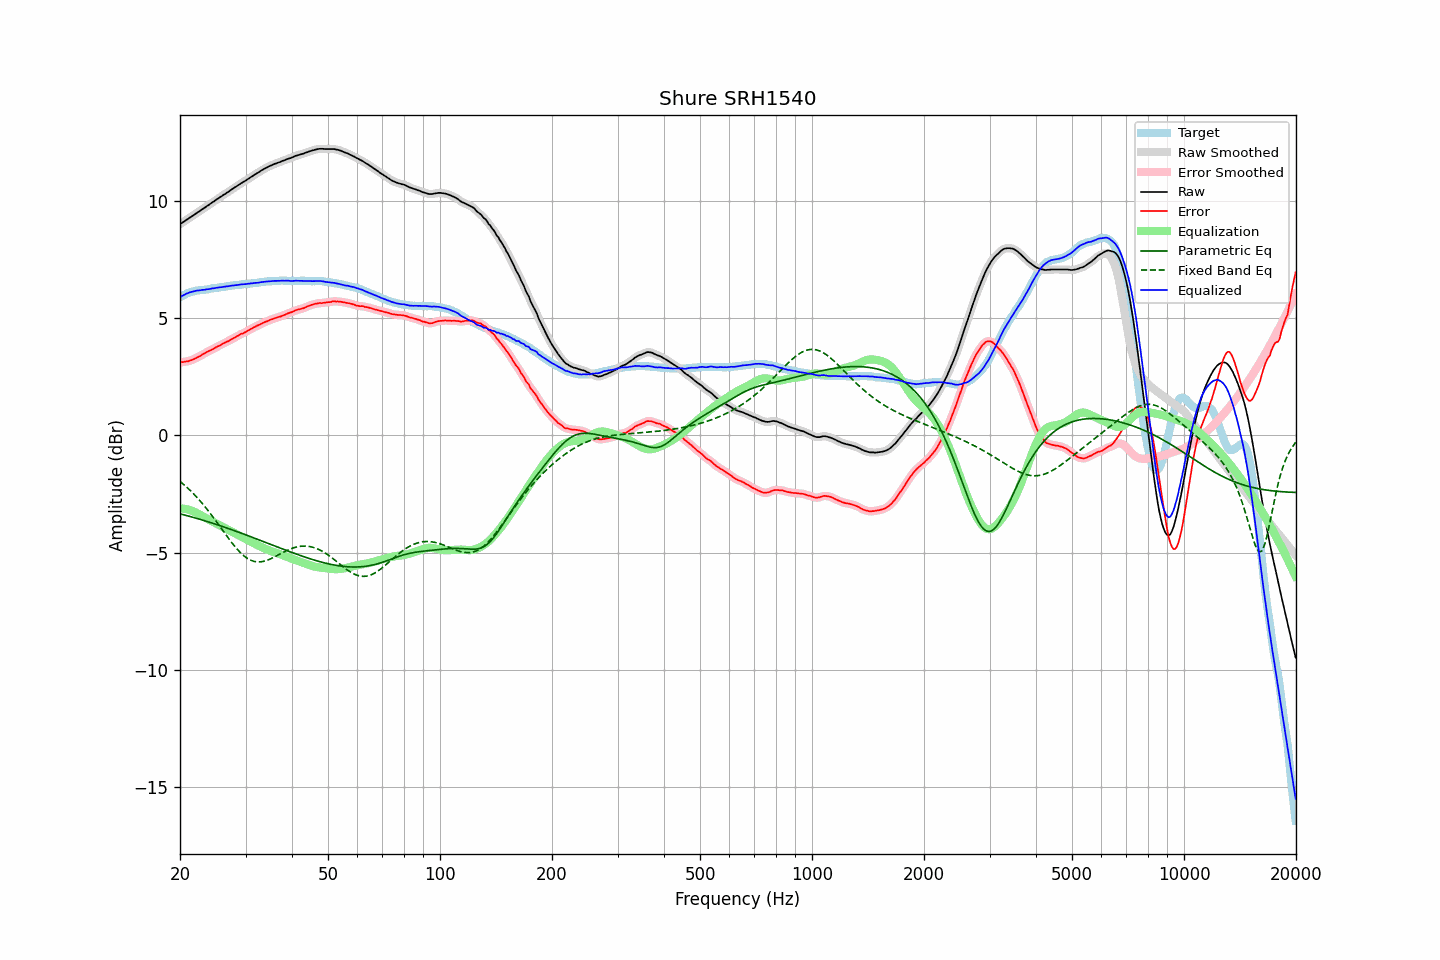 Shure SRH1540
Amplitude (dBr)
10
5
0
−5
−10
−15
Target
Raw Smoothed
Error Smoothed
Raw
Error
Equalization
Parametric Eq
Fixed Band Eq
Equalized
20
50
100
200
500
1000
2000
5000
10000
20000
Frequency (Hz)